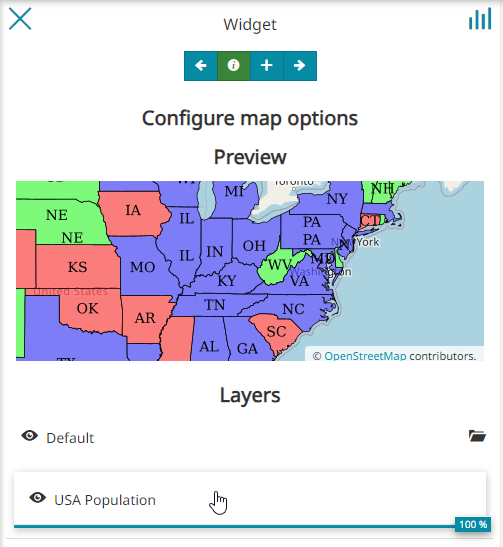 Widget
Configure map options
Preview
MI
Toronto
NH
NE
IA
IL
NY
CT
PA
NE
IL
IN
OH
PA
York
KS
MO
WV
MD
Washington
KY
VA
United States
OK
AR
TN
NC
SC
AL
GA
© OpenStreetMap contributors.
Layers
Default
USA Population
100 %